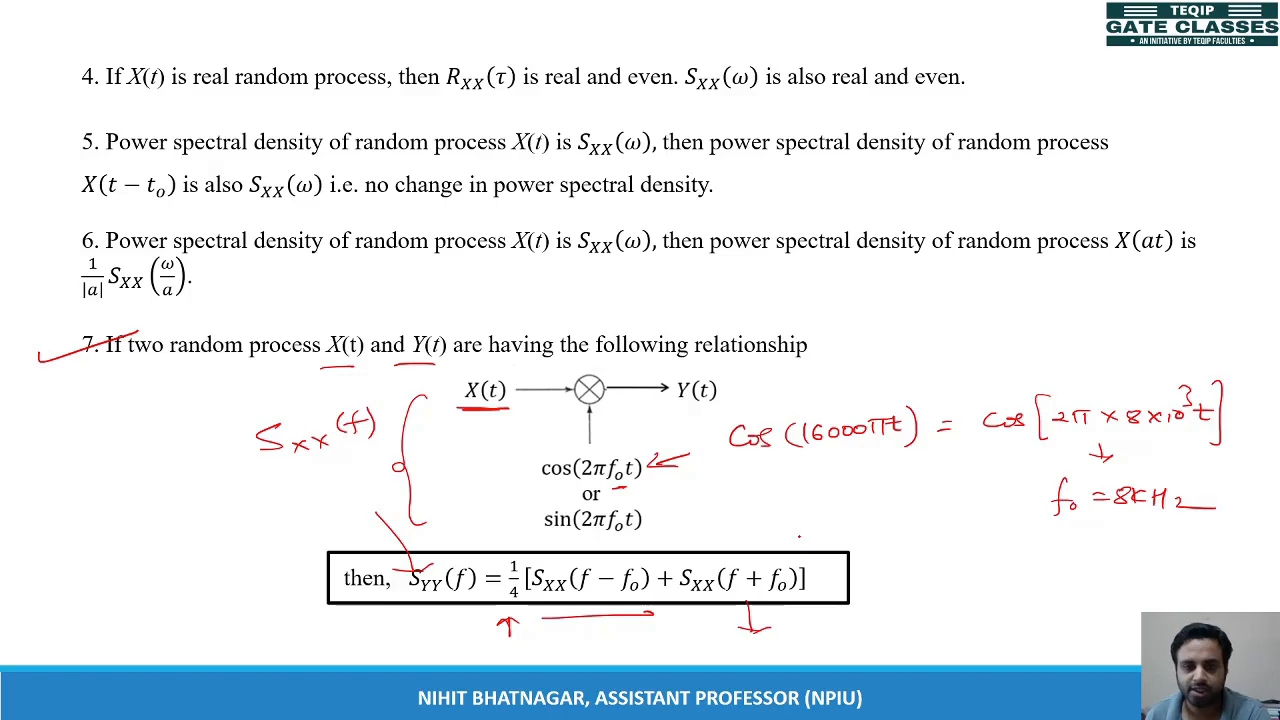 TEQIP
GATE CLASSES
- AN INITIATIVE BY TEQIP FACULTIES -
4. If X(t) is real random process, then R_XX(τ) is real and even. S_XX(ω) is also real and even.
5. Power spectral density of random process X(t) is S_XX(ω), then power spectral density of random process
X(t − t_o) is also S_XX(ω) i.e. no change in power spectral density.
6. Power spectral density of random process X(t) is S_XX(ω), then power spectral density of random process X(at) is
1/|a| S_XX(ω/a).
7. If two random process X(t) and Y(t) are having the following relationship
X(t) Y(t)
S_XX(f)
cos(16000πt) = cos[2π × 8×10³t]
cos(2πf_ot)
or
f_o = 8KHz
sin(2πf_ot)
then, S_YY(f) = 1/4 [S_XX(f − f_o) + S_XX(f + f_o)]
NIHIT BHATNAGAR, ASSISTANT PROFESSOR (NPIU)